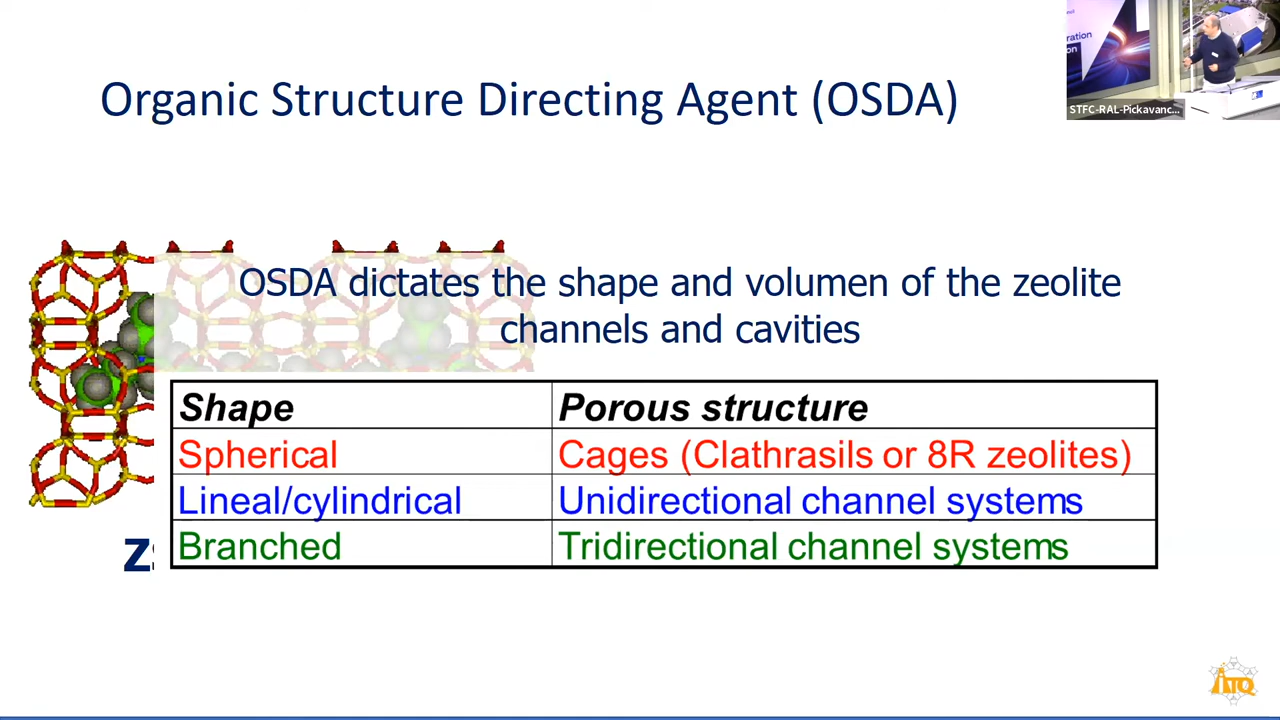 Organic Structure Directing Agent (OSDA)
ration
STFC-RAL-Pickavanc...
OSDA dictates the shape and volumen of the zeolite
channels and cavities
Shape Porous structure
Spherical Cages (Clathrasils or 8R zeolites)
Lineal/cylindrical Unidirectional channel systems
Branched Tridirectional channel systems
ITQ